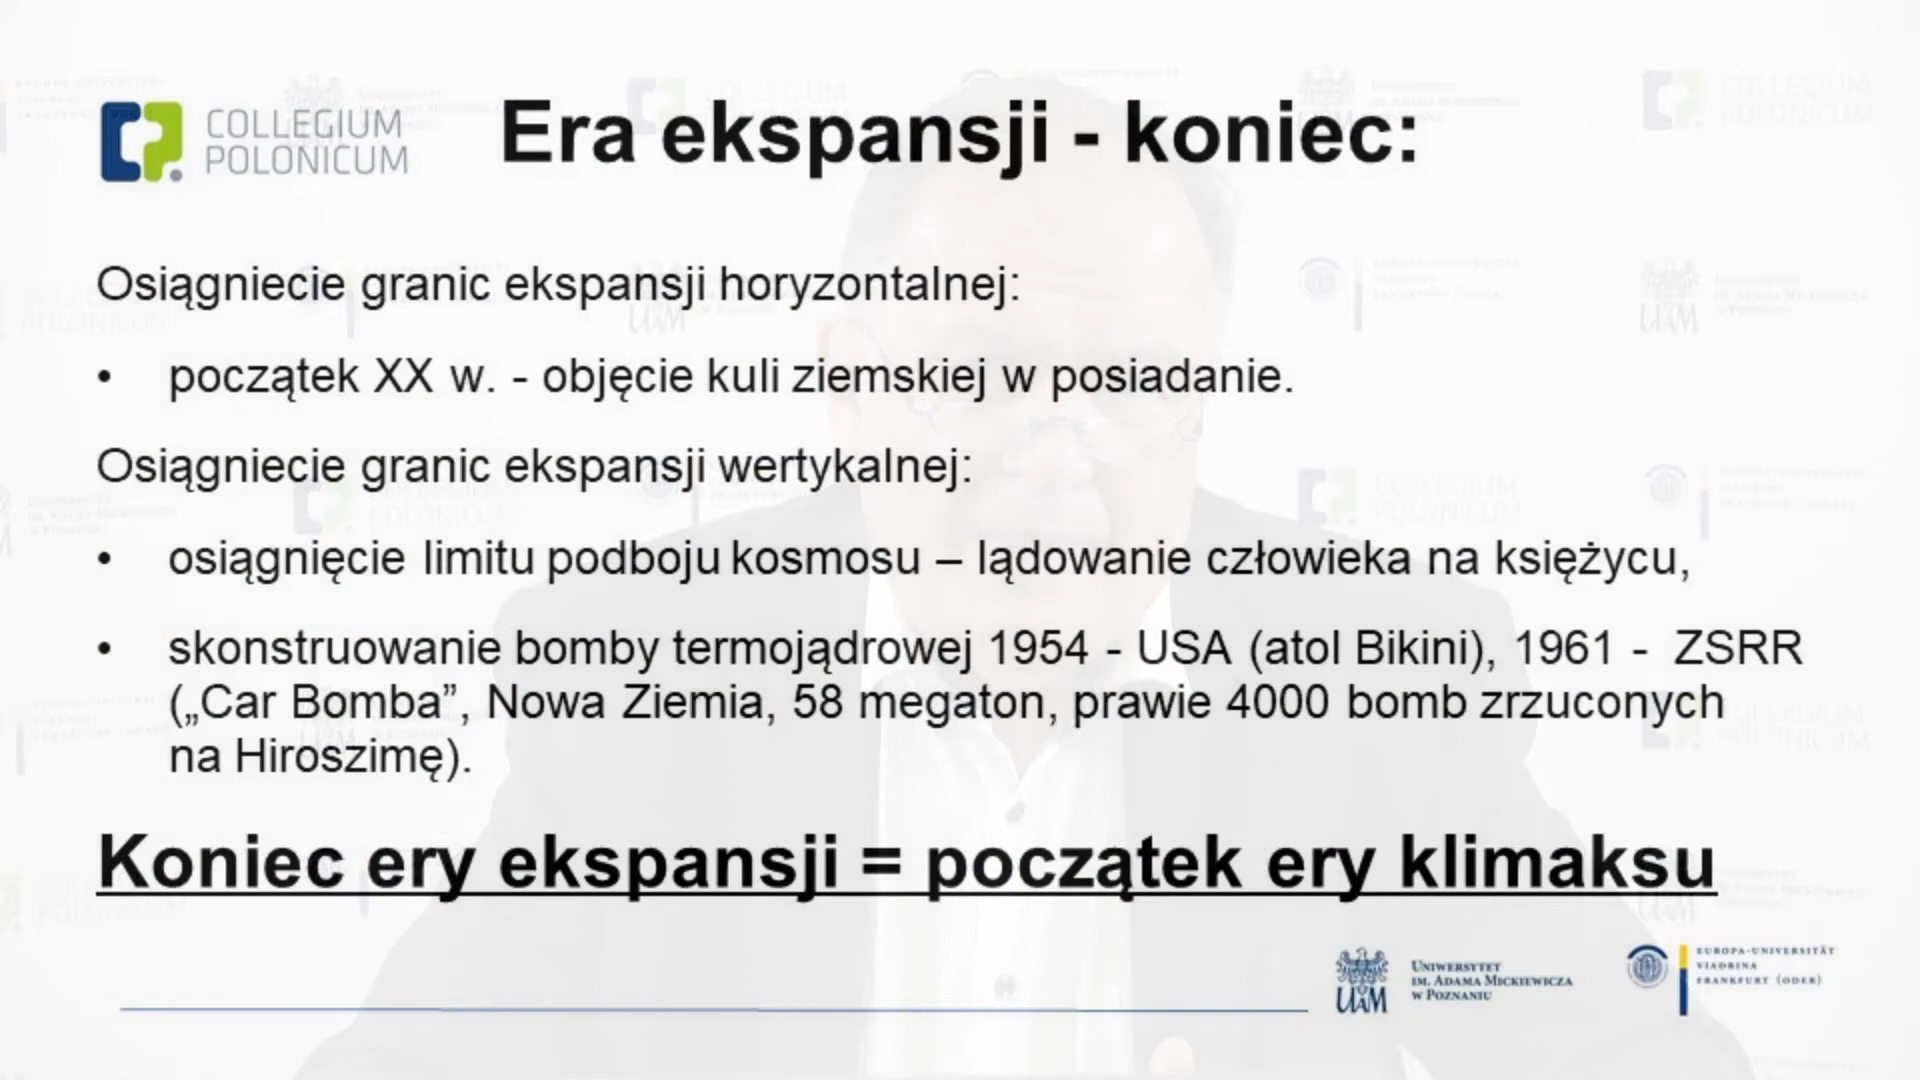 COLLEGIUM
POLONICUM
Era ekspansji - koniec:
Osiągniecie granic ekspansji horyzontalnej:
• początek XX w. - objęcie kuli ziemskiej w posiadanie.
Osiągniecie granic ekspansji wertykalnej:
• osiągnięcie limitu podboju kosmosu – lądowanie człowieka na księżycu,
• skonstruowanie bomby termojądrowej 1954 - USA (atol Bikini), 1961 - ZSRR
(„Car Bomba”, Nowa Ziemia, 58 megaton, prawie 4000 bomb zrzuconych
na Hiroszimę).
Koniec ery ekspansji = początek ery klimaksu
UAM
UNIWERSYTET
IM. ADAMA MICKIEWICZA
W POZNANIU
EUROPA-UNIVERSITÄT
VIADRINA
FRANKFURT (ODER)